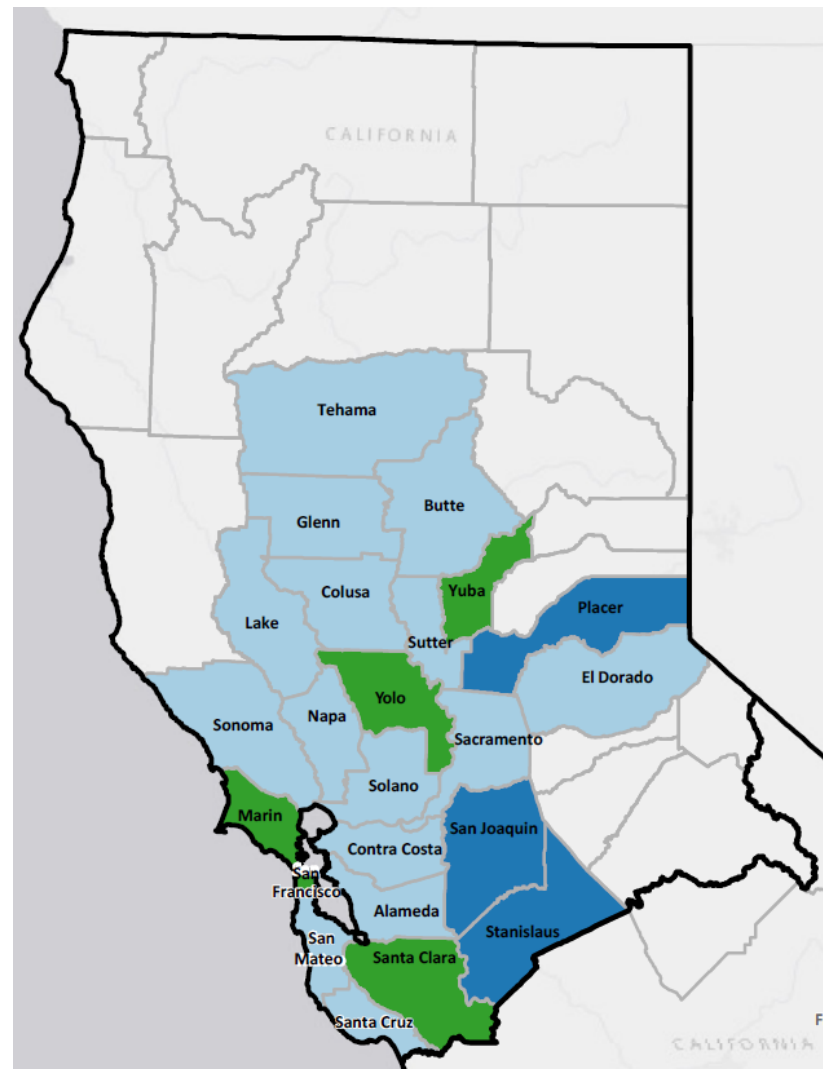 CALIFORNIA
Tehama
Butte
Glenn
Yuba
Colusa
Placer
Lake
Sutter
El Dorado
Yolo
Napa
Sonoma
Sacramento
Solano
Marin
San Joaquin
Contra Costa
San
Francisco
Alameda
Stanislaus
San
Mateo
Santa Clara
Santa Cruz
F
CALIFORNIA